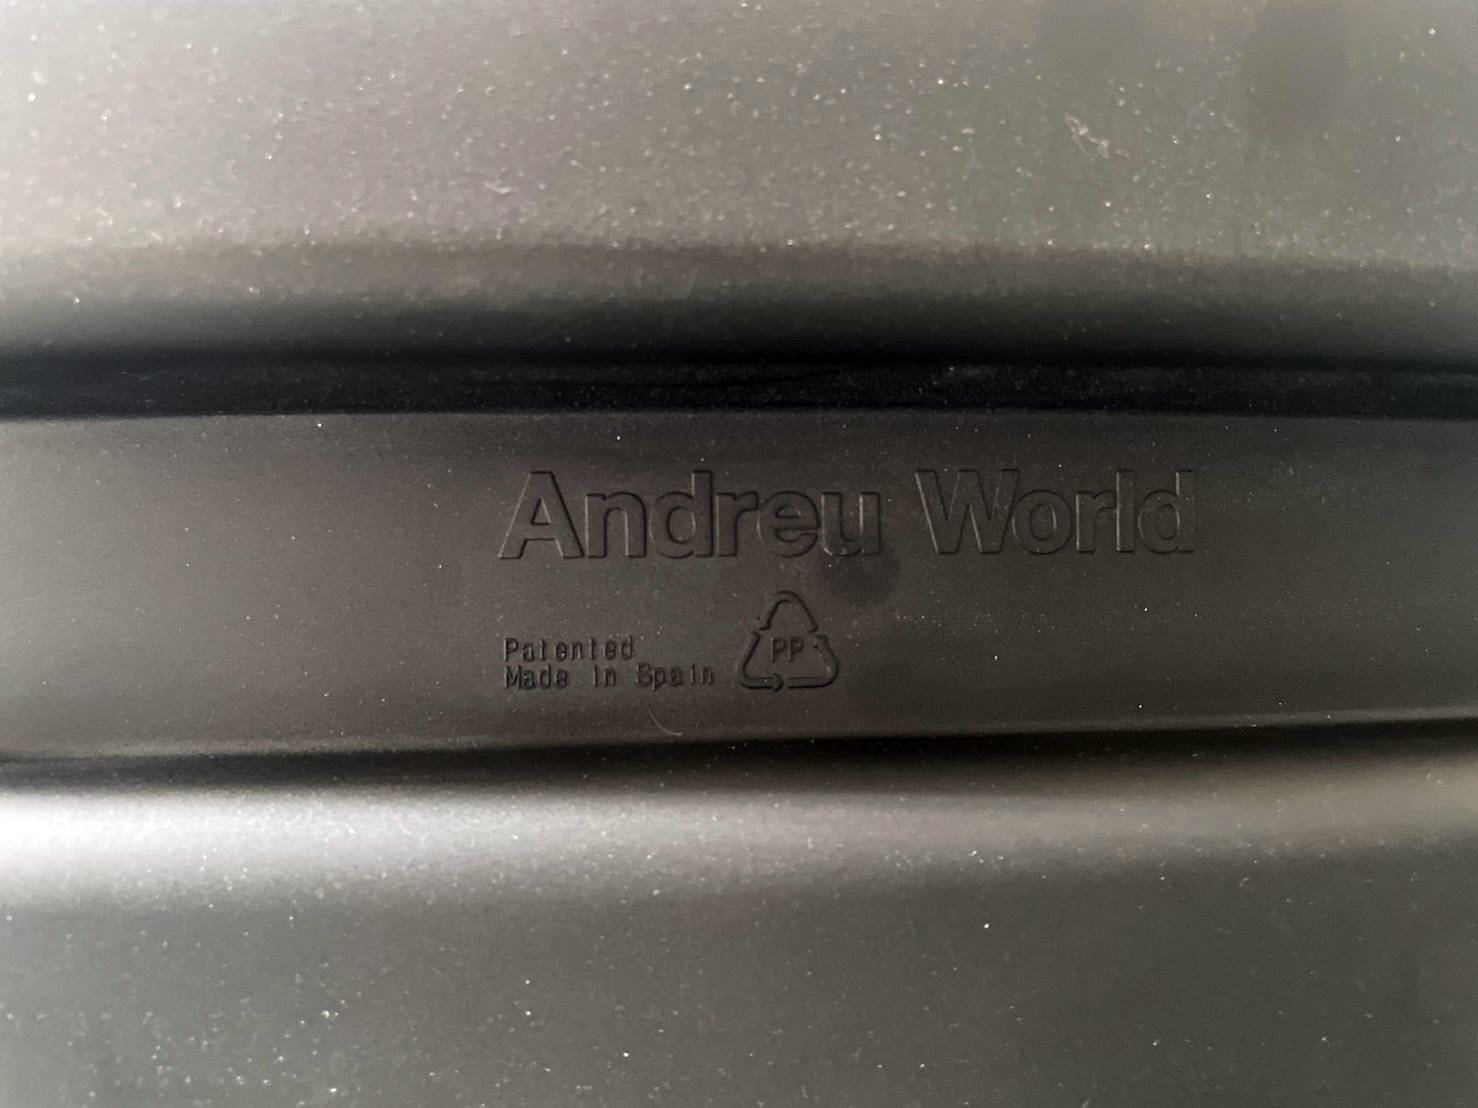 Andreu World
Patented
Made in Spain
PP